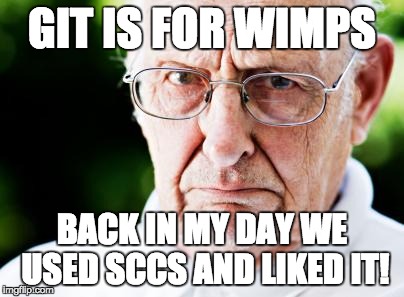 GIT IS FOR WIMPS
BACK IN MY DAY WE
USED SCCS AND LIKED IT!
imgflip.com